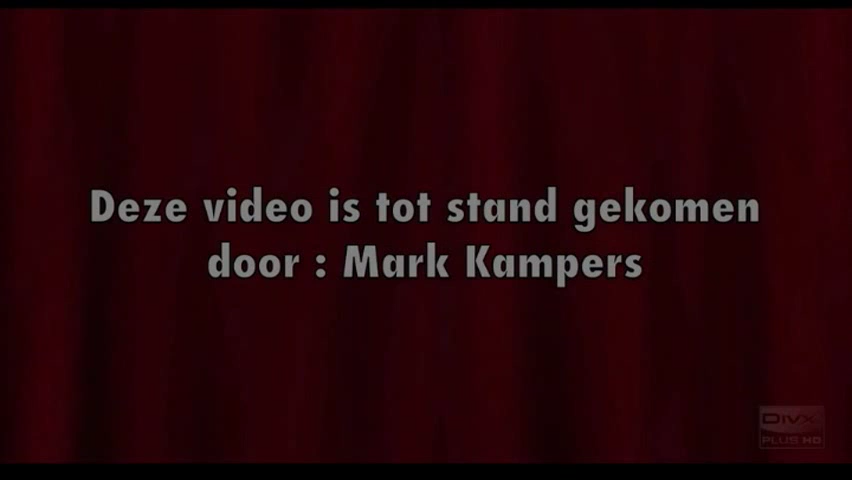 Deze video is tot stand gekomen
door : Mark Kampers
DIVX
PLUS HD